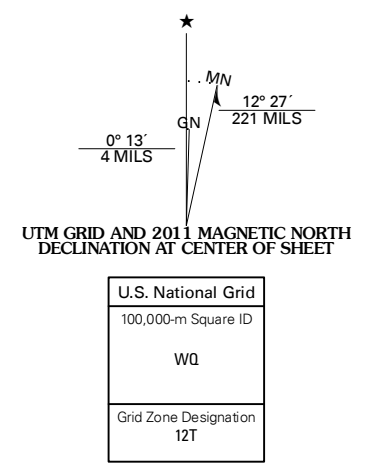 ★
MN
12° 27´
221 MILS
GN
0° 13´
4 MILS
UTM GRID AND 2011 MAGNETIC NORTH
DECLINATION AT CENTER OF SHEET
U.S. National Grid
100,000-m Square ID
WQ
Grid Zone Designation
12T